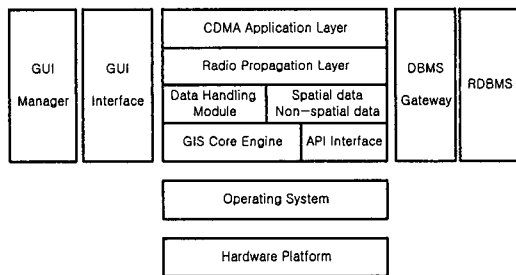 GUI
Manager
GUI
Interface
CDMA Application Layer
Radio Propagation Layer
Data Handling
Module
Spatial data
Non-spatial data
GIS Core Engine
API Interface
DBMS
Gateway
RDBMS
Operating System
Hardware Platform